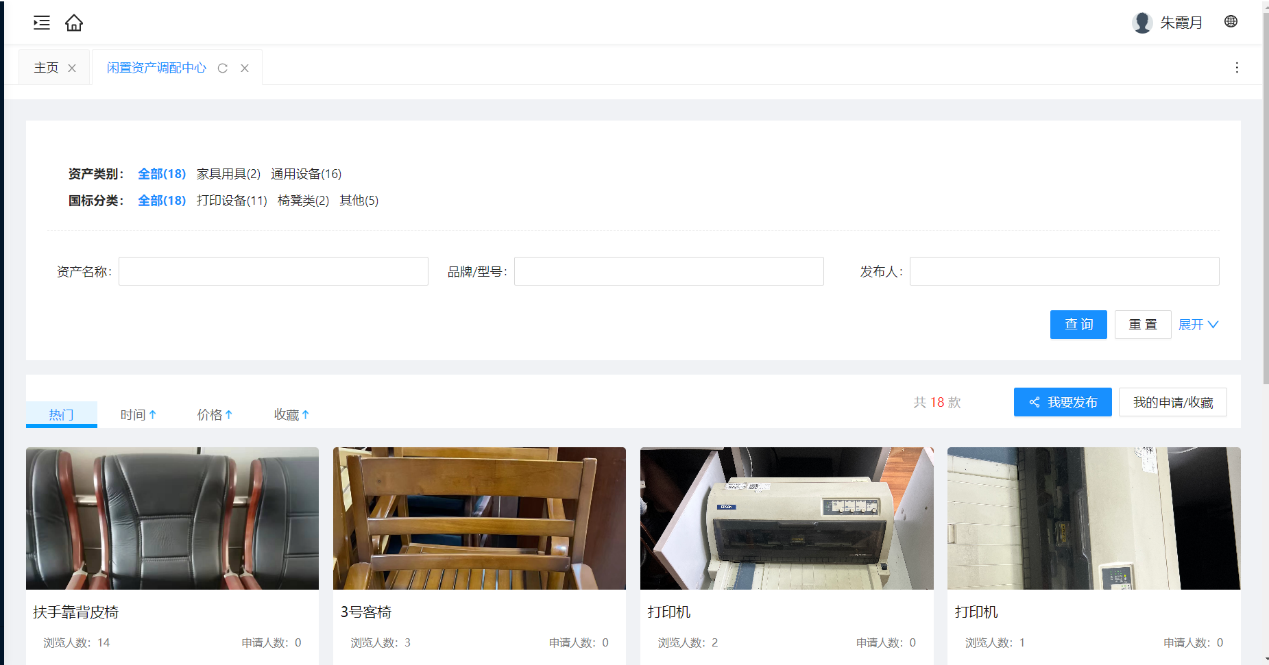 朱霞月
主页
闲置资产调配中心
资产类别： 全部(18) 家具用具(2) 通用设备(16)
国标分类： 全部(18) 打印设备(11) 椅凳类(2) 其他(5)
资产名称： 品牌/型号： 发布人：
查 询 重 置 展开
热门 时间 价格 收藏 共 18 款 我要发布 我的申请/收藏
EPSON
扶手靠背皮椅 3号客椅 打印机 打印机
浏览人数：14 申请人数：0 浏览人数：3 申请人数：0 浏览人数：2 申请人数：0 浏览人数：1 申请人数：0